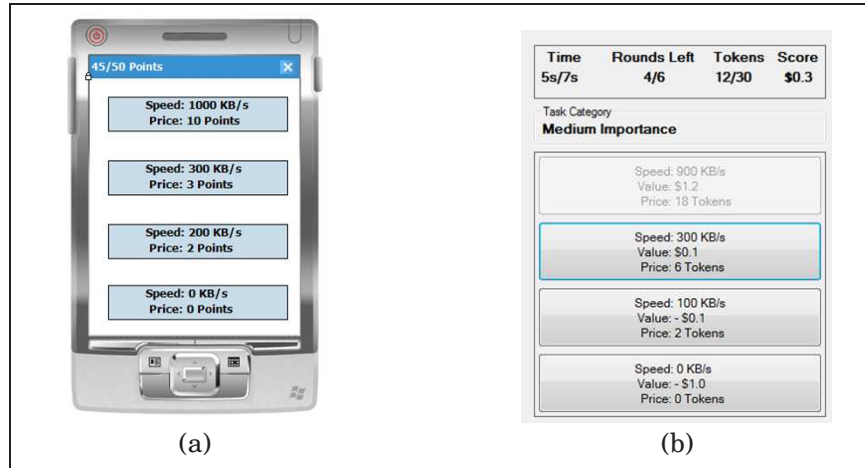 45/50 Points
Speed: 1000 KB/s
Price: 10 Points
Speed: 300 KB/s
Price: 3 Points
Speed: 200 KB/s
Price: 2 Points
Speed: 0 KB/s
Price: 0 Points
(a)
Time Rounds Left Tokens Score
5s/7s 4/6 12/30 $0.3
Task Category
Medium Importance
Speed: 900 KB/s
Value: $1.2
Price: 18 Tokens
Speed: 300 KB/s
Value: $0.1
Price: 6 Tokens
Speed: 100 KB/s
Value: - $0.1
Price: 2 Tokens
Speed: 0 KB/s
Value: - $1.0
Price: 0 Tokens
(b)